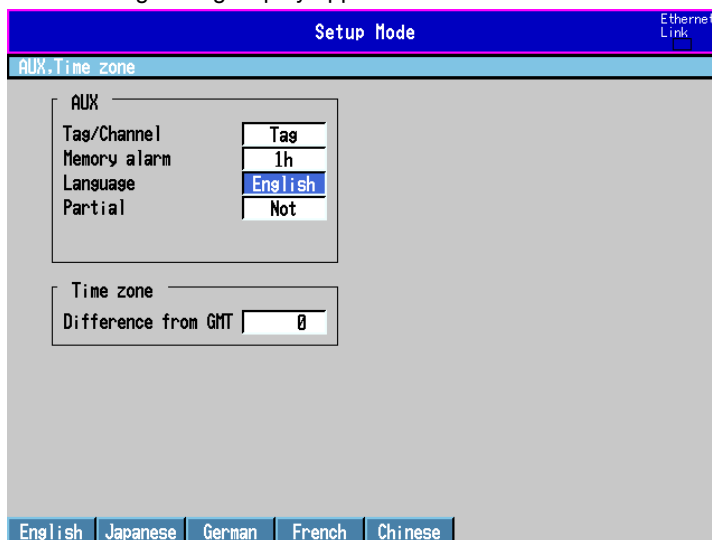 Setup Mode
Ethernet
Link
AUX,Time zone
AUX
Tag/Channel Tag
Memory alarm 1h
Language English
Partial Not
Time zone
Difference from GMT 0
English Japanese German French Chinese